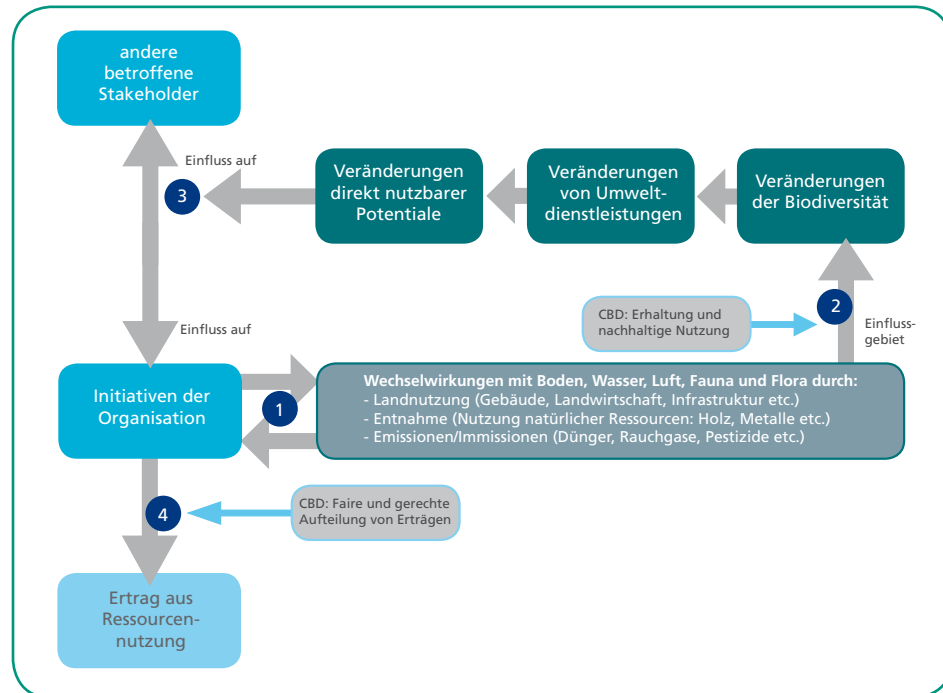 andere
betroffene
Stakeholder
Einfluss auf
3
Veränderungen
direkt nutzbarer
Potentiale
Veränderungen
von Umwelt-
dienstleistungen
Veränderungen
der Biodiversität
Einfluss auf
CBD: Erhaltung und
nachhaltige Nutzung
2
Einfluss-
gebiet
Initiativen der
Organisation
1
Wechselwirkungen mit Boden, Wasser, Luft, Fauna und Flora durch:
- Landnutzung (Gebäude, Landwirtschaft, Infrastruktur etc.)
- Entnahme (Nutzung natürlicher Ressourcen: Holz, Metalle etc.)
- Emissionen/Immissionen (Dünger, Rauchgase, Pestizide etc.)
4
CBD: Faire und gerechte
Aufteilung von Erträgen
Ertrag aus
Ressourcen-
nutzung